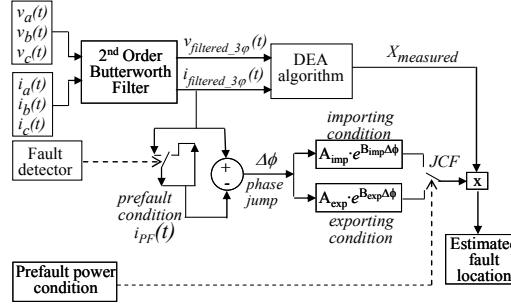 v_a(t)
v_b(t)
v_c(t)
i_a(t)
i_b(t)
i_c(t)
2nd Order
Butterworth
Filter
v_filtered_3φ(t)
i_filtered_3φ(t)
DEA
algorithm
X_measured
Fault
detector
prefault
condition
i_PF(t)
+
-
Δϕ
phase
jump
importing
condition
A_imp·e^B_impΔϕ
A_exp·e^B_expΔϕ
exporting
condition
JCF
x
Estimated
fault
location
Prefault power
condition